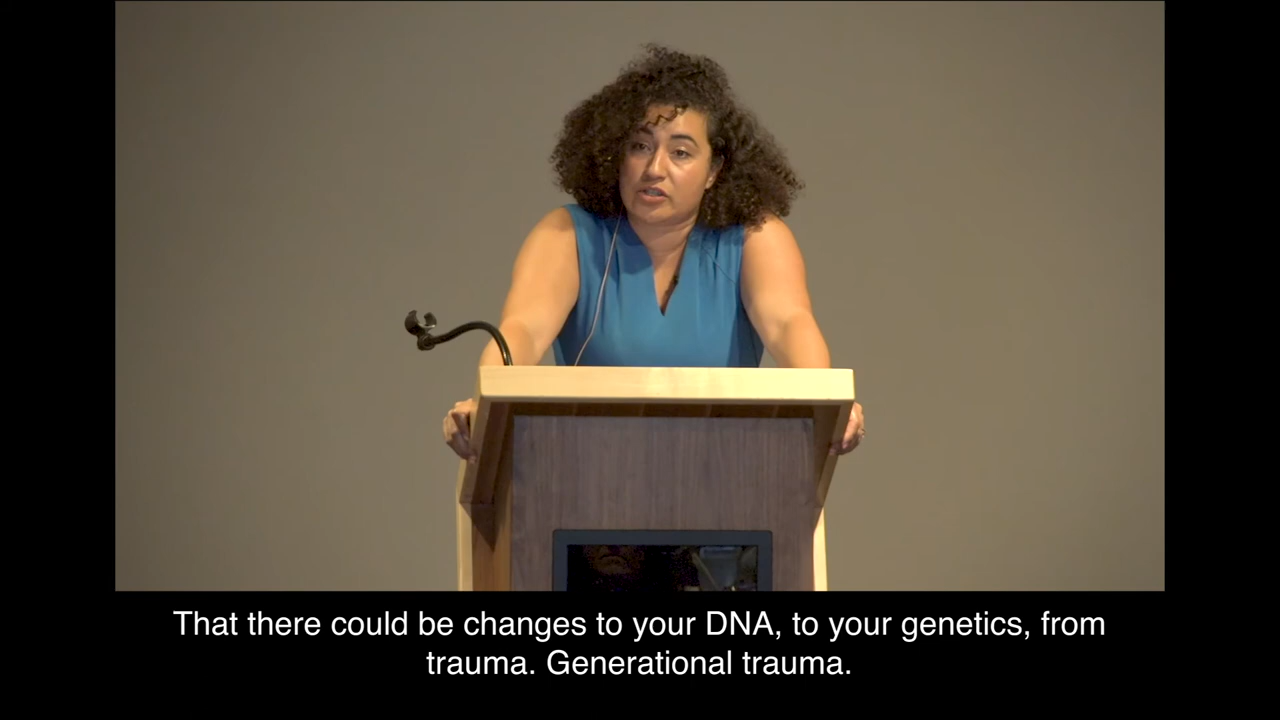 That there could be changes to your DNA, to your genetics, from
trauma. Generational trauma.